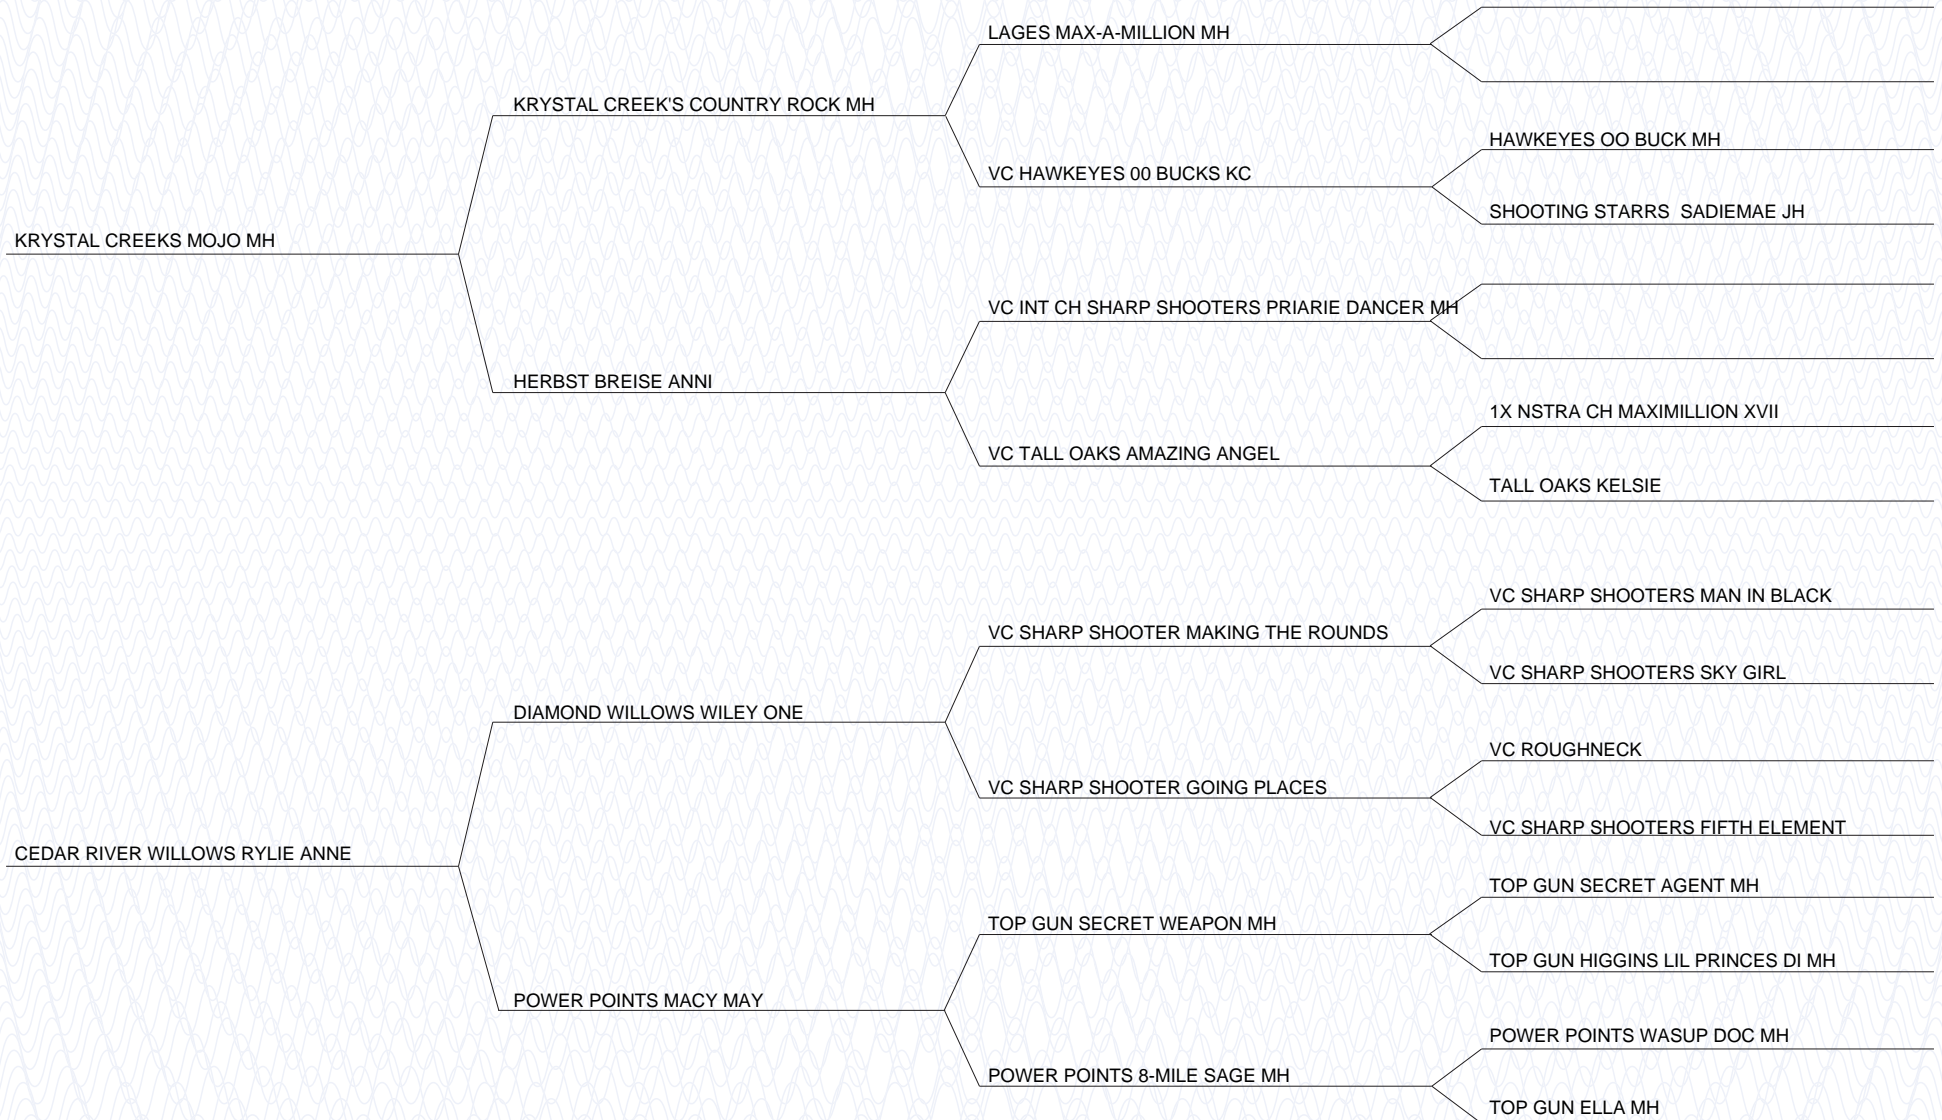 LAGES MAX-A-MILLION MH
KRYSTAL CREEK'S COUNTRY ROCK MH
HAWKEYES OO BUCK MH
VC HAWKEYES 00 BUCKS KC
SHOOTING STARRS  SADIEMAE JH
KRYSTAL CREEKS MOJO MH
VC INT CH SHARP SHOOTERS PRIARIE DANCER MH
HERBST BREISE ANNI
1X NSTRA CH MAXIMILLION XVII
VC TALL OAKS AMAZING ANGEL
TALL OAKS KELSIE
VC SHARP SHOOTERS MAN IN BLACK
VC SHARP SHOOTER MAKING THE ROUNDS
VC SHARP SHOOTERS SKY GIRL
DIAMOND WILLOWS WILEY ONE
VC ROUGHNECK
VC SHARP SHOOTER GOING PLACES
VC SHARP SHOOTERS FIFTH ELEMENT
CEDAR RIVER WILLOWS RYLIE ANNE
TOP GUN SECRET AGENT MH
TOP GUN SECRET WEAPON MH
TOP GUN HIGGINS LIL PRINCES DI MH
POWER POINTS MACY MAY
POWER POINTS WASUP DOC MH
POWER POINTS 8-MILE SAGE MH
TOP GUN ELLA MH